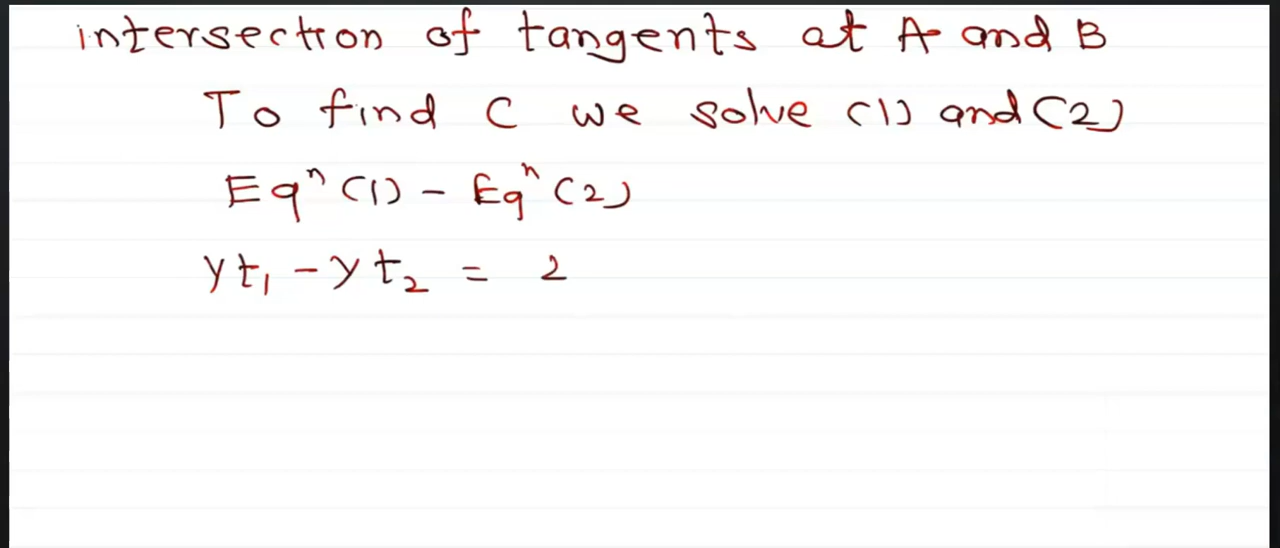 intersection of tangents at A and B
To find C we solve (1) and (2)
Eqⁿ (1) - Eqⁿ (2)
yt₁ - yt₂ = 2